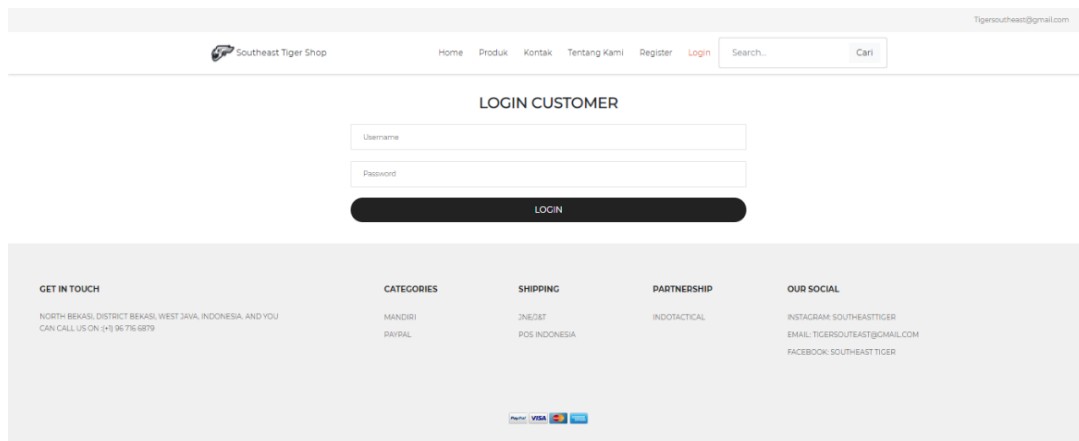 Tigersoutheast@gmail.com
Southeast Tiger Shop
Home Produk Kontak Tentang Kami Register Login Search... Cari
LOGIN CUSTOMER
Username
Password
LOGIN
GET IN TOUCH
NORTH BEKASI, DISTRICT BEKASI, WEST JAVA, INDONESIA. AND YOU
CAN CALL US ON :(+1) 96 716 6879
CATEGORIES
MANDIRI
PAYPAL
SHIPPING
JNE/J&T
POS INDONESIA
PARTNERSHIP
INDOTACTICAL
OUR SOCIAL
INSTAGRAM: SOUTHEASTTIGER
EMAIL: TIGERSOUTEAST@GMAIL.COM
FACEBOOK: SOUTHEAST TIGER
PayPal VISA